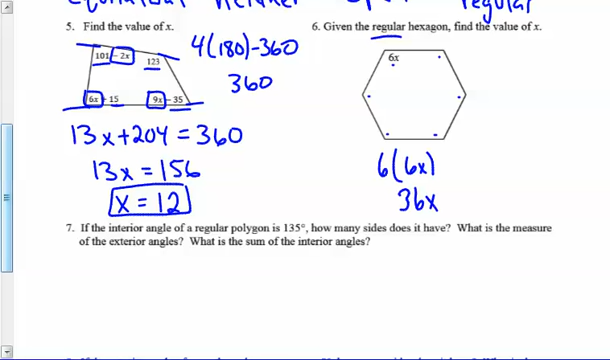 regular
5. Find the value of x.
101 - 2x
123
6x + 15
9x - 35
4(180)-360
360
13x+204 = 360
13x = 156
x = 12
6. Given the regular hexagon, find the value of x.
6x
6(6x)
36x
7. If the interior angle of a regular polygon is 135°, how many sides does it have? What is the measure
of the exterior angles? What is the sum of the interior angles?